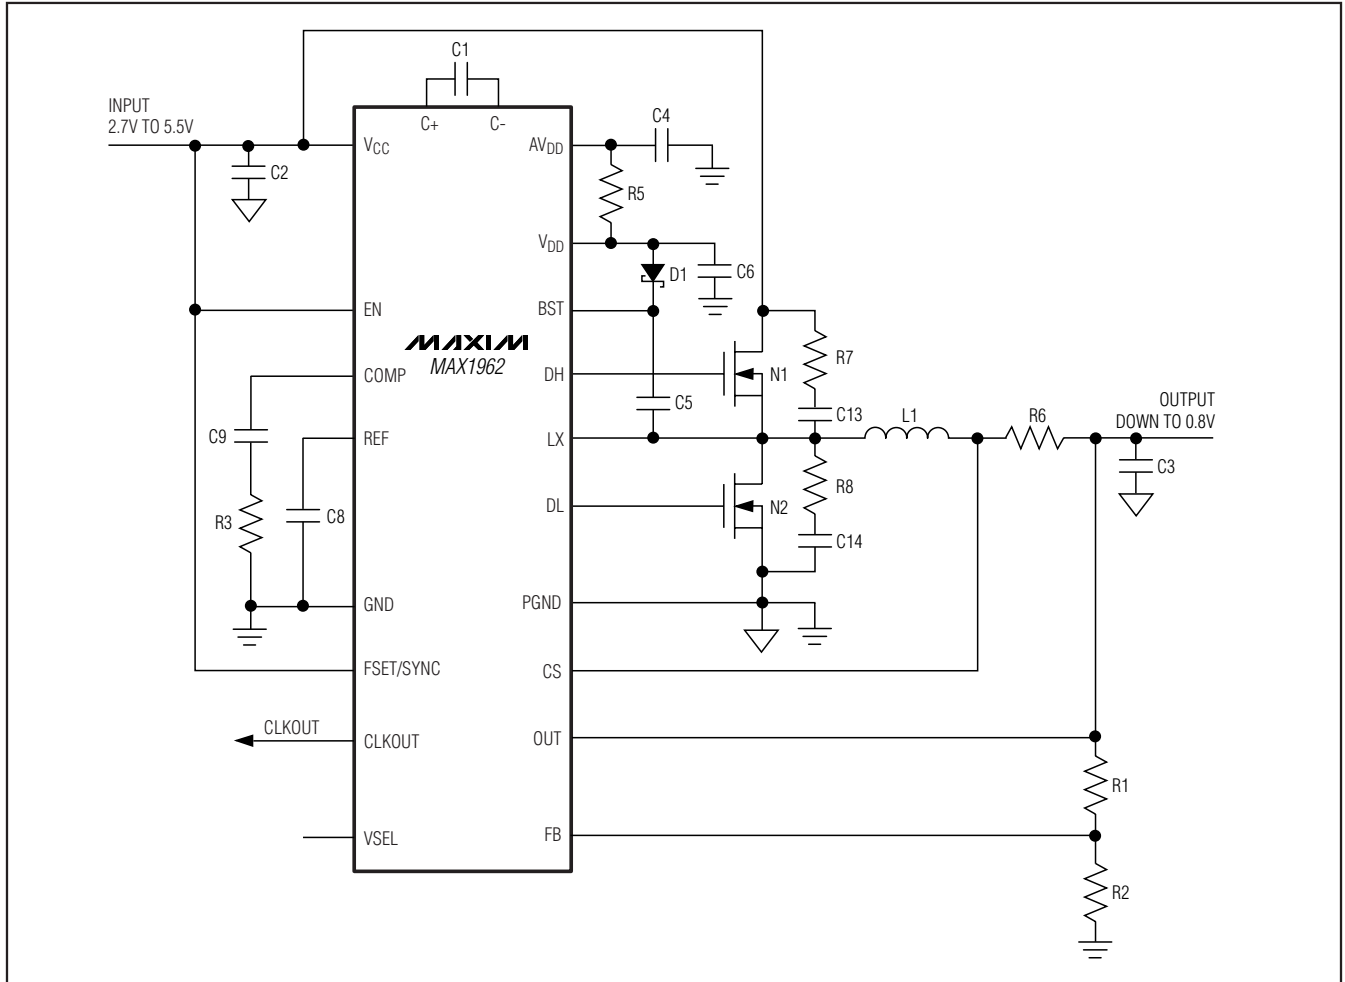 C1
INPUT
2.7V TO 5.5V
C+
C-
C4
VCC
AVDD
C2
R5
VDD
D1
C6
EN
BST
MAXIM
MAX1962
R7
COMP
DH
N1
C5
C13
L1
R6
OUTPUT
DOWN TO 0.8V
C9
REF
LX
C3
R8
R3
C8
DL
N2
C14
GND
PGND
FSET/SYNC
CS
CLKOUT
CLKOUT
OUT
R1
VSEL
FB
R2